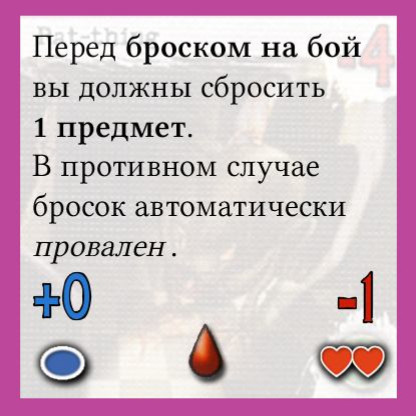 Перед броском на бой
вы должны сбросить
1 предмет.
В противном случае
бросок автоматически
провален.
+0
-1